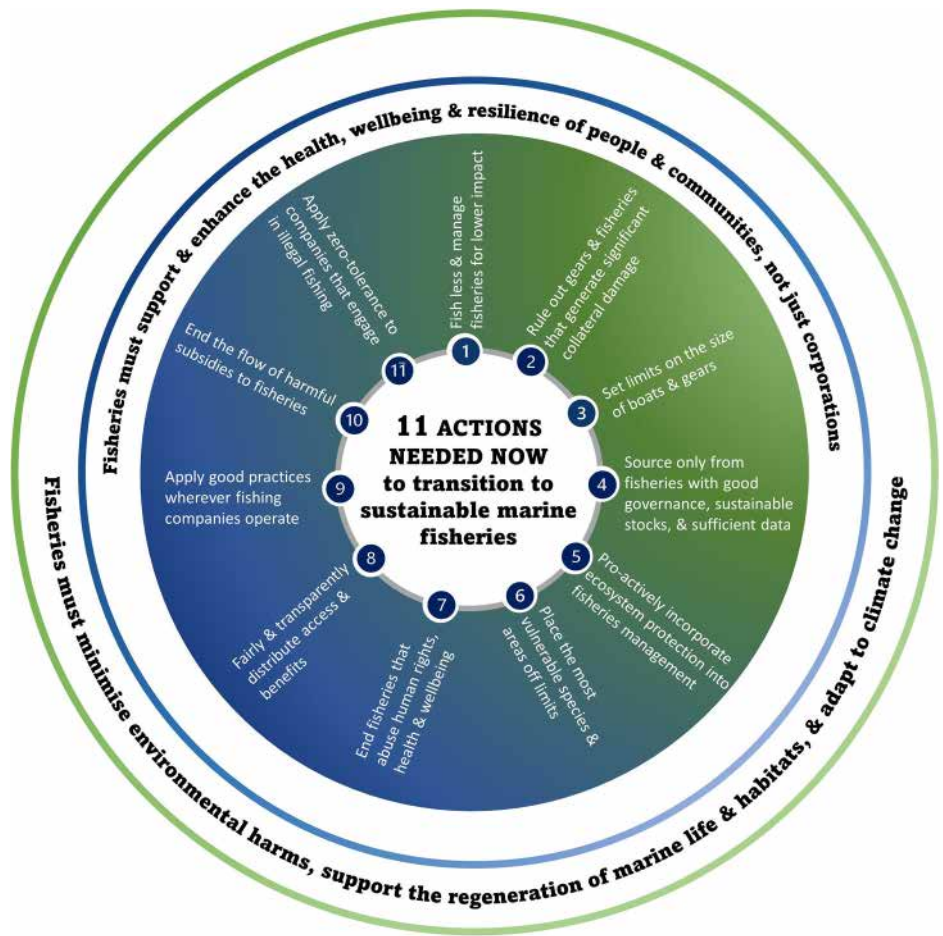 Fisheries must support & enhance the health, wellbeing & resilience of people & communities, not just corporations
Fisheries must minimise environmental harms, support the regeneration of marine life & habitats, & adapt to climate change
11 ACTIONS
NEEDED NOW
to transition to
sustainable marine
fisheries
1
Fish less & manage
fisheries for lower impact
2
Rule out gears & fisheries
that generate significant
collateral damage
3
Set limits on the size
of boats & gears
4
Source only from
fisheries with good
governance, sustainable
stocks, & sufficient data
5
Pro-actively incorporate
ecosystem protection into
fisheries management
6
Place the most
vulnerable species &
areas off limits
7
End fisheries that
abuse human rights,
health & wellbeing
8
Fairly & transparently
distribute access &
benefits
9
Apply good practices
wherever fishing
companies operate
10
End the flow of harmful
subsidies to fisheries
11
Apply zero-tolerance to
companies that engage
in illegal fishing